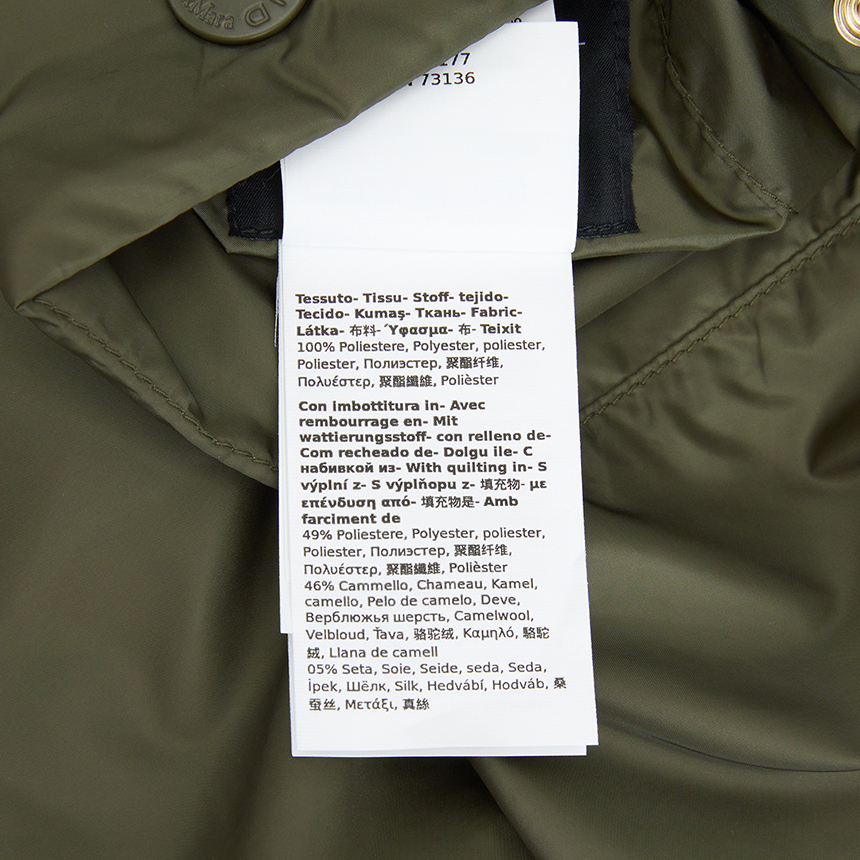 Mara
177
73136
Tessuto- Tissu- Stoff- tejido-
Tecido- Kumaş- Ткань- Fabric-
Látka- 布料- Ύφασμα- 布- Teixit
100% Poliestere, Polyester, poliester,
Poliester, Полиэстер, 聚酯纤维,
Πολυέστερ, 聚酯纖維, Polièster
Con imbottitura in- Avec
rembourrage en- Mit
wattierungsstoff- con relleno de-
Com recheado de- Dolgu ile- С
набивкой из- With quilting in- S
výplní z- S výplňopu z- 填充物- με
επένδυση από- 填充物是- Amb
farciment de
49% Poliestere, Polyester, poliester,
Poliester, Полиэстер, 聚酯纤维,
Πολυέστερ, 聚酯纖維, Polièster
46% Cammello, Chameau, Kamel,
camello, Pelo de camelo, Deve,
Верблюжья шерсть, Camelwool,
Velbloud, Ťava, 骆驼绒, Καμηλό, 駱駝
絨, Llana de camell
05% Seta, Soie, Seide, seda, Seda,
İpek, Шёлк, Silk, Hedvábí, Hodváb, 桑
蚕丝, Μετάξι, 真絲